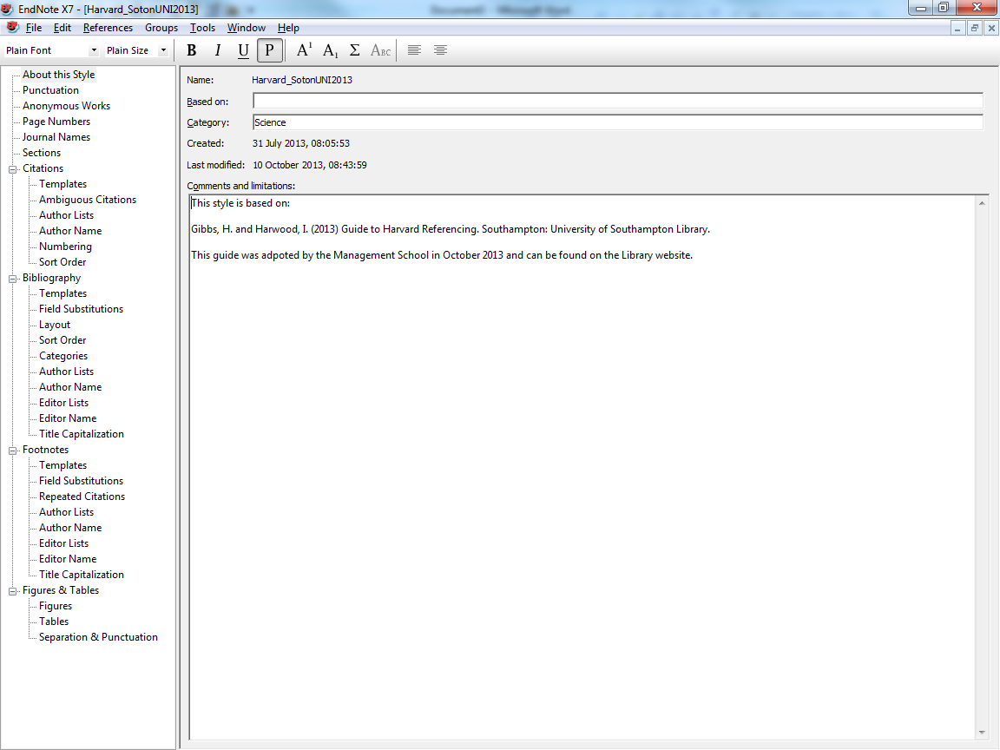 EndNote X7 - [Harvard_SotonUNI2013]
File Edit References Groups Tools Window Help
Plain Font Plain Size B I U P A1 A1 Σ ABC
About this Style
Punctuation
Anonymous Works
Page Numbers
Journal Names
Sections
Citations
Templates
Ambiguous Citations
Author Lists
Author Name
Numbering
Sort Order
Bibliography
Templates
Field Substitutions
Layout
Sort Order
Categories
Author Lists
Author Name
Editor Lists
Editor Name
Title Capitalization
Footnotes
Templates
Field Substitutions
Repeated Citations
Author Lists
Author Name
Editor Lists
Editor Name
Title Capitalization
Figures & Tables
Figures
Tables
Separation & Punctuation
Name: Harvard_SotonUNI2013
Based on:
Category: Science
Created: 31 July 2013, 08:05:53
Last modified: 10 October 2013, 08:43:59
Comments and limitations:
This style is based on:
Gibbs, H. and Harwood, I. (2013) Guide to Harvard Referencing. Southampton: University of Southampton Library.
This guide was adpoted by the Management School in October 2013 and can be found on the Library website.